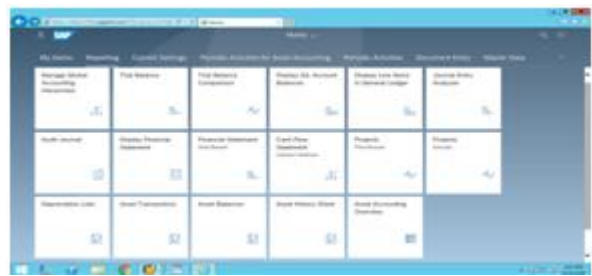 SAP
Home
My Home Reporting Current Settings Periodic Activities for Asset Accounting Periodic Activities Document Entry Master Data
Manage Global
Accounting
Hierarchies
Trial Balance
Trial Balance
Comparison
Display G/L Account
Balances
Display Line Items
in General Ledger
Journal Entry
Analyzer
Audit Journal
Display Financial
Statement
Financial Statement
Cash Flow
Statement
Projects
Projects
Depreciation Lists
Asset Transactions
Asset Balances
Asset History Sheet
Asset Accounting
Overview